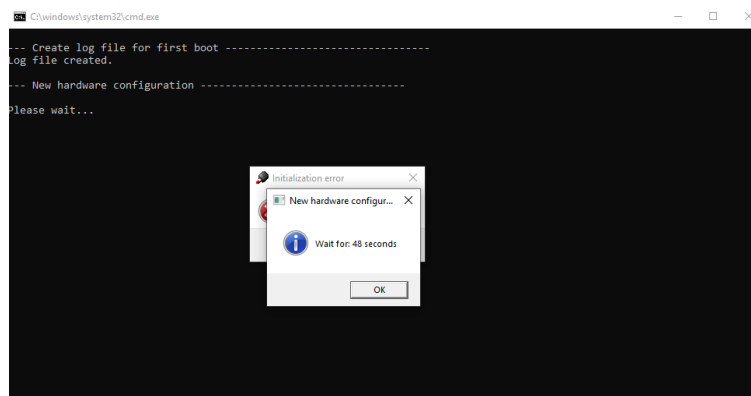 C:\windows\system32\cmd.exe
--- Create log file for first boot ---------------------------------
Log file created.
--- New hardware configuration ---------------------------------
Please wait...
Initialization error
New hardware configur...
Wait for: 48 seconds
OK